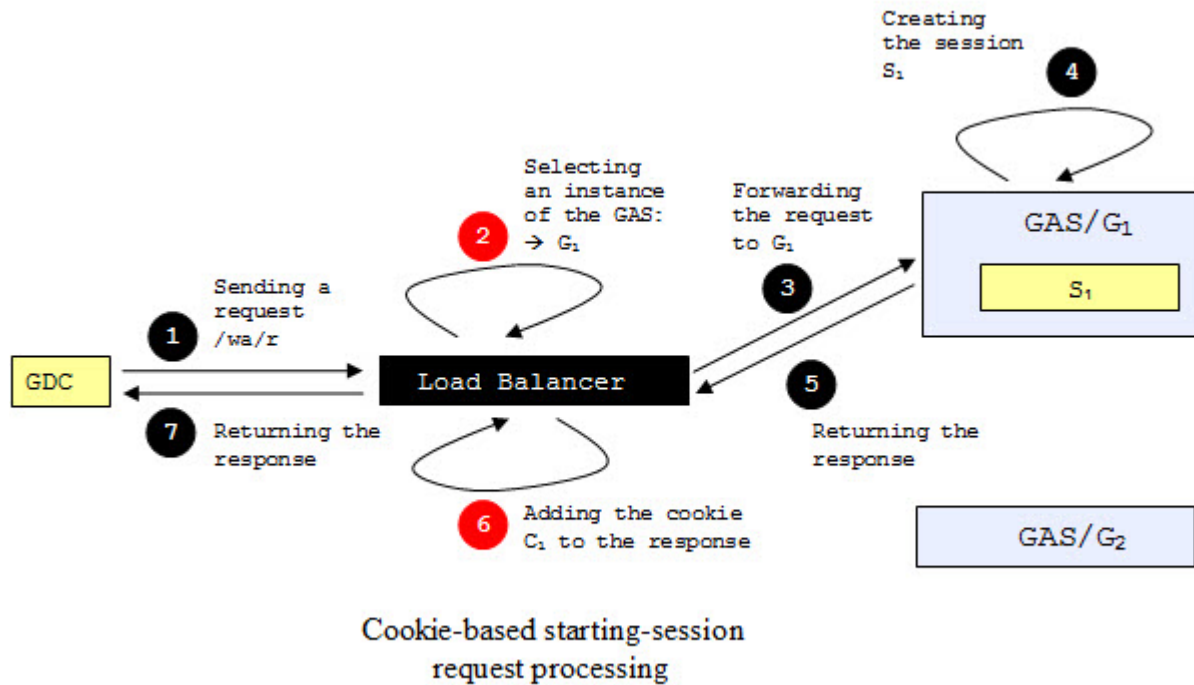 Creating
the session
S₁
4
Selecting
an instance
of the GAS:
→ G₁
2
Forwarding
the request
to G₁
3
GAS/G₁
S₁
Sending a
request
/wa/r
1
GDC
Load Balancer
5
Returning the
response
7
Returning the
response
6
Adding the cookie
C₁ to the response
GAS/G₂
Cookie-based starting-session
request processing